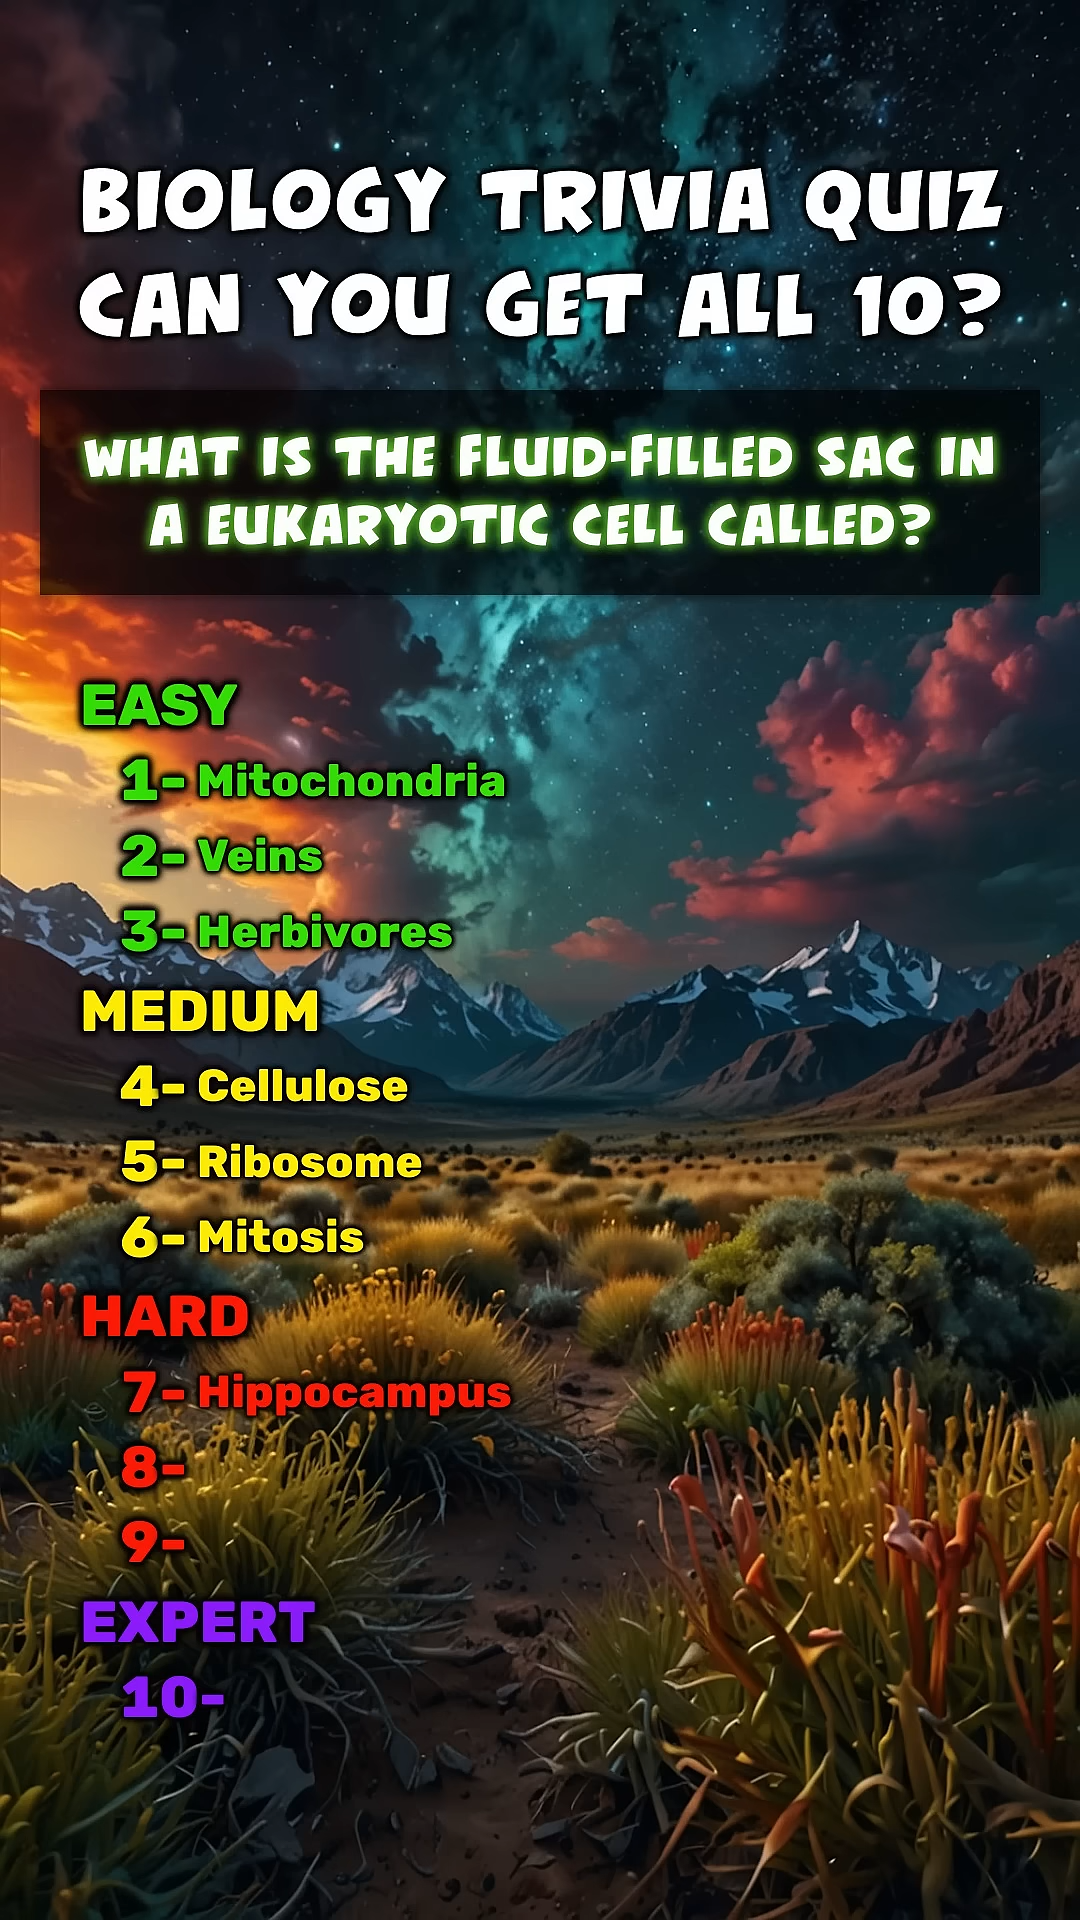 BIOLOGY TRIVIA QUIZ
CAN YOU GET ALL 10?
WHAT IS THE FLUID-FILLED SAC IN
A EUKARYOTIC CELL CALLED?
EASY
1- Mitochondria
2- Veins
3- Herbivores
MEDIUM
4- Cellulose
5- Ribosome
6- Mitosis
HARD
7- Hippocampus
8-
9-
EXPERT
10-